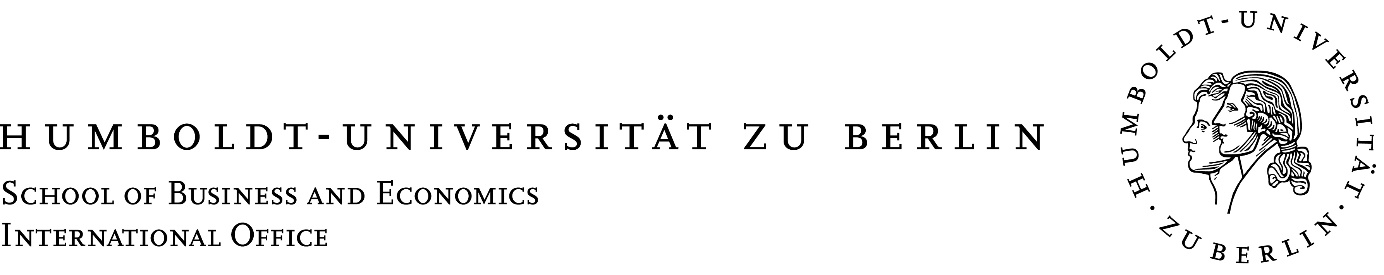 HUMBOLDT-UNIVERSITÄT ZU BERLIN
SCHOOL OF BUSINESS AND ECONOMICS
INTERNATIONAL OFFICE
HUMBOLDT-UNIVERSITÄT · ZU BERLIN ·